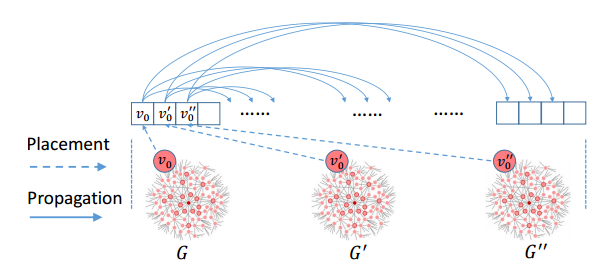 v₀ v₀′ v₀″
...... ...... ......
Placement
v₀ v₀′ v₀″
Propagation
G G′ G″